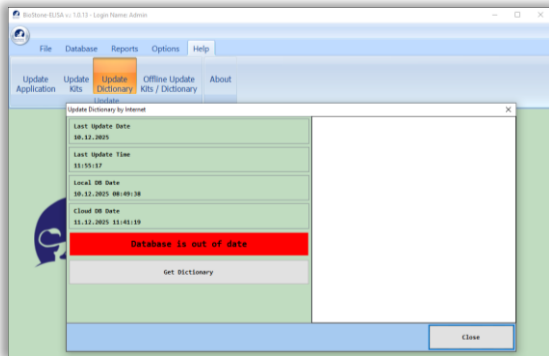 BioStone-ELISA v.: 1.0.13 - Login Name: Admin
File Database Reports Options Help
Update Application
Update Kits
Update Dictionary
Offline Update Kits / Dictionary
About
Update
Update Dictionary by Internet
Last Update Date
10.12.2025
Last Update Time
11:55:17
Local DB Date
10.12.2025 08:49:38
Cloud DB Date
11.12.2025 11:41:19
Database is out of date
Get Dictionary
Close